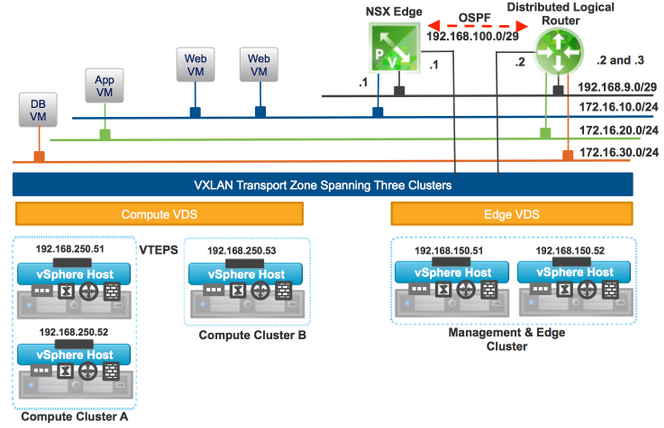 NSX Edge
OSPF
Distributed Logical
Router
192.168.100.0/29
P
V
.1
.2
.2 and .3
.1
192.168.9.0/29
Web
VM
Web
VM
App
VM
DB
VM
172.16.10.0/24
172.16.20.0/24
172.16.30.0/24
VXLAN Transport Zone Spanning Three Clusters
Compute VDS
Edge VDS
192.168.250.51
VTEPS
192.168.250.53
192.168.150.51
192.168.150.52
vSphere Host
vSphere Host
vSphere Host
vSphere Host
192.168.250.52
vSphere Host
Compute Cluster B
Management & Edge
Cluster
Compute Cluster A